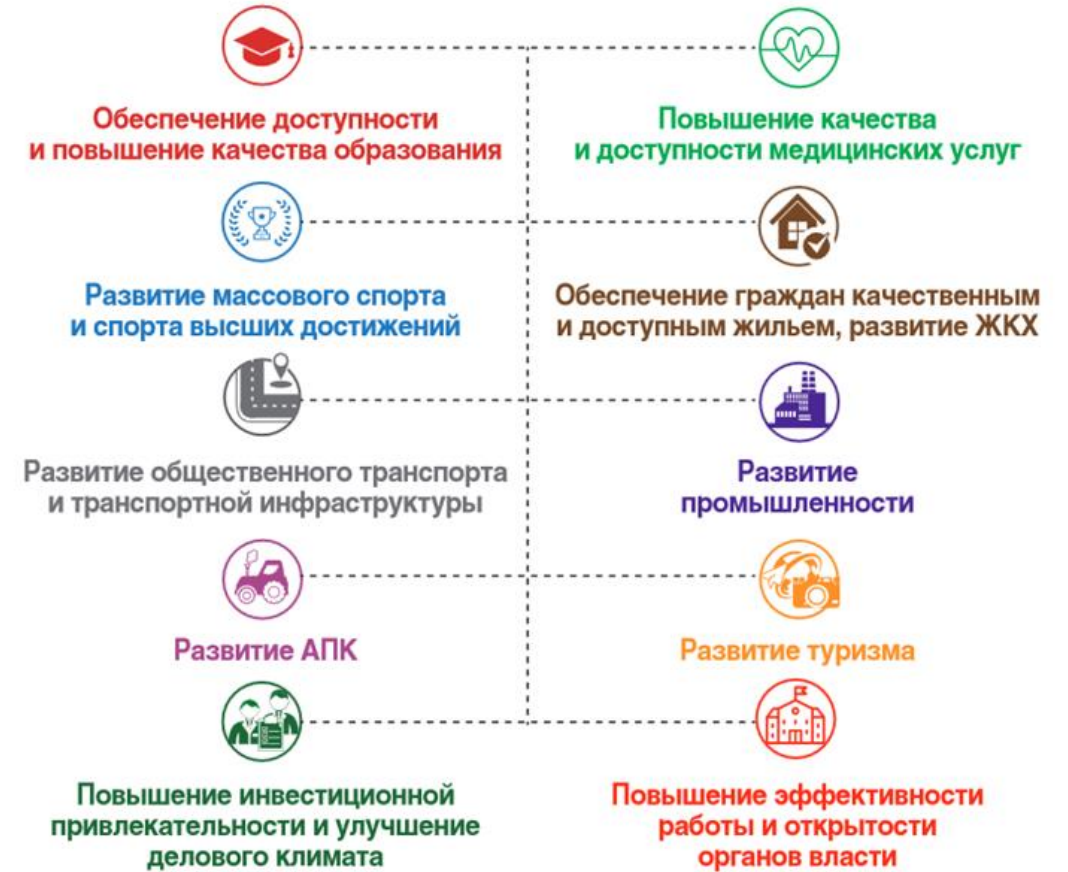 Обеспечение доступности
и повышение качества образования
Повышение качества
и доступности медицинских услуг
Развитие массового спорта
и спорта высших достижений
Обеспечение граждан качественным
и доступным жильем, развитие ЖКХ
Развитие общественного транспорта
и транспортной инфраструктуры
Развитие
промышленности
Развитие АПК
Развитие туризма
Повышение инвестиционной
привлекательности и улучшение
делового климата
Повышение эффективности
работы и открытости
органов власти